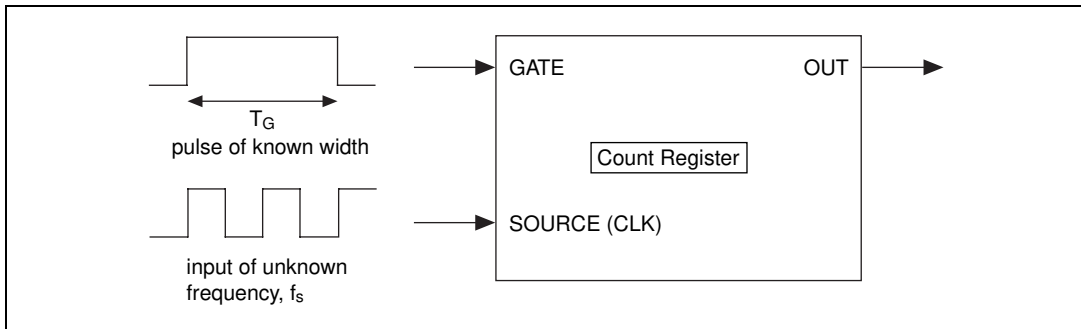 GATE
OUT
T_G
pulse of known width
Count Register
SOURCE (CLK)
input of unknown
frequency, f_s